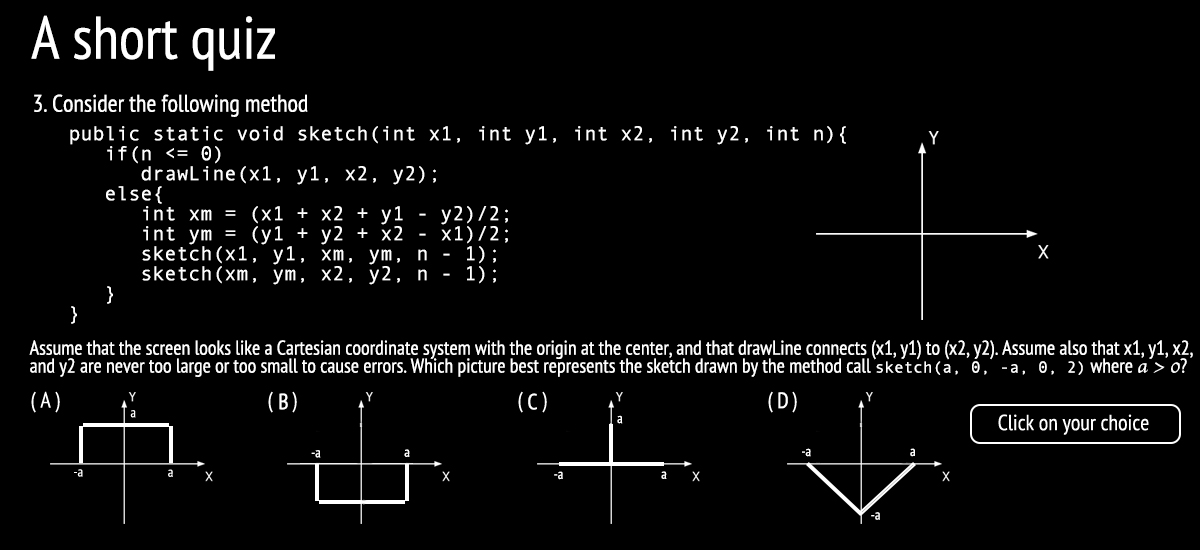 A short quiz
3. Consider the following method
public static void sketch(int x1, int y1, int x2, int y2, int n){
if(n <= 0)
drawLine(x1, y1, x2, y2);
else{
int xm = (x1 + x2 + y1 - y2)/2;
int ym = (y1 + y2 + x2 - x1)/2;
sketch(x1, y1, xm, ym, n - 1);
sketch(xm, ym, x2, y2, n - 1);
}
}
Y
X
Assume that the screen looks like a Cartesian coordinate system with the origin at the center, and that drawLine connects (x1, y1) to (x2, y2). Assume also that x1, y1, x2,
and y2 are never too large or too small to cause errors. Which picture best represents the sketch drawn by the method call sketch(a, 0, -a, 0, 2) where a > 0?
(A)
Y
a
-a
a
X
(B)
Y
-a
a
X
(C)
Y
a
-a
a
X
(D)
Y
-a
a
X
-a
Click on your choice